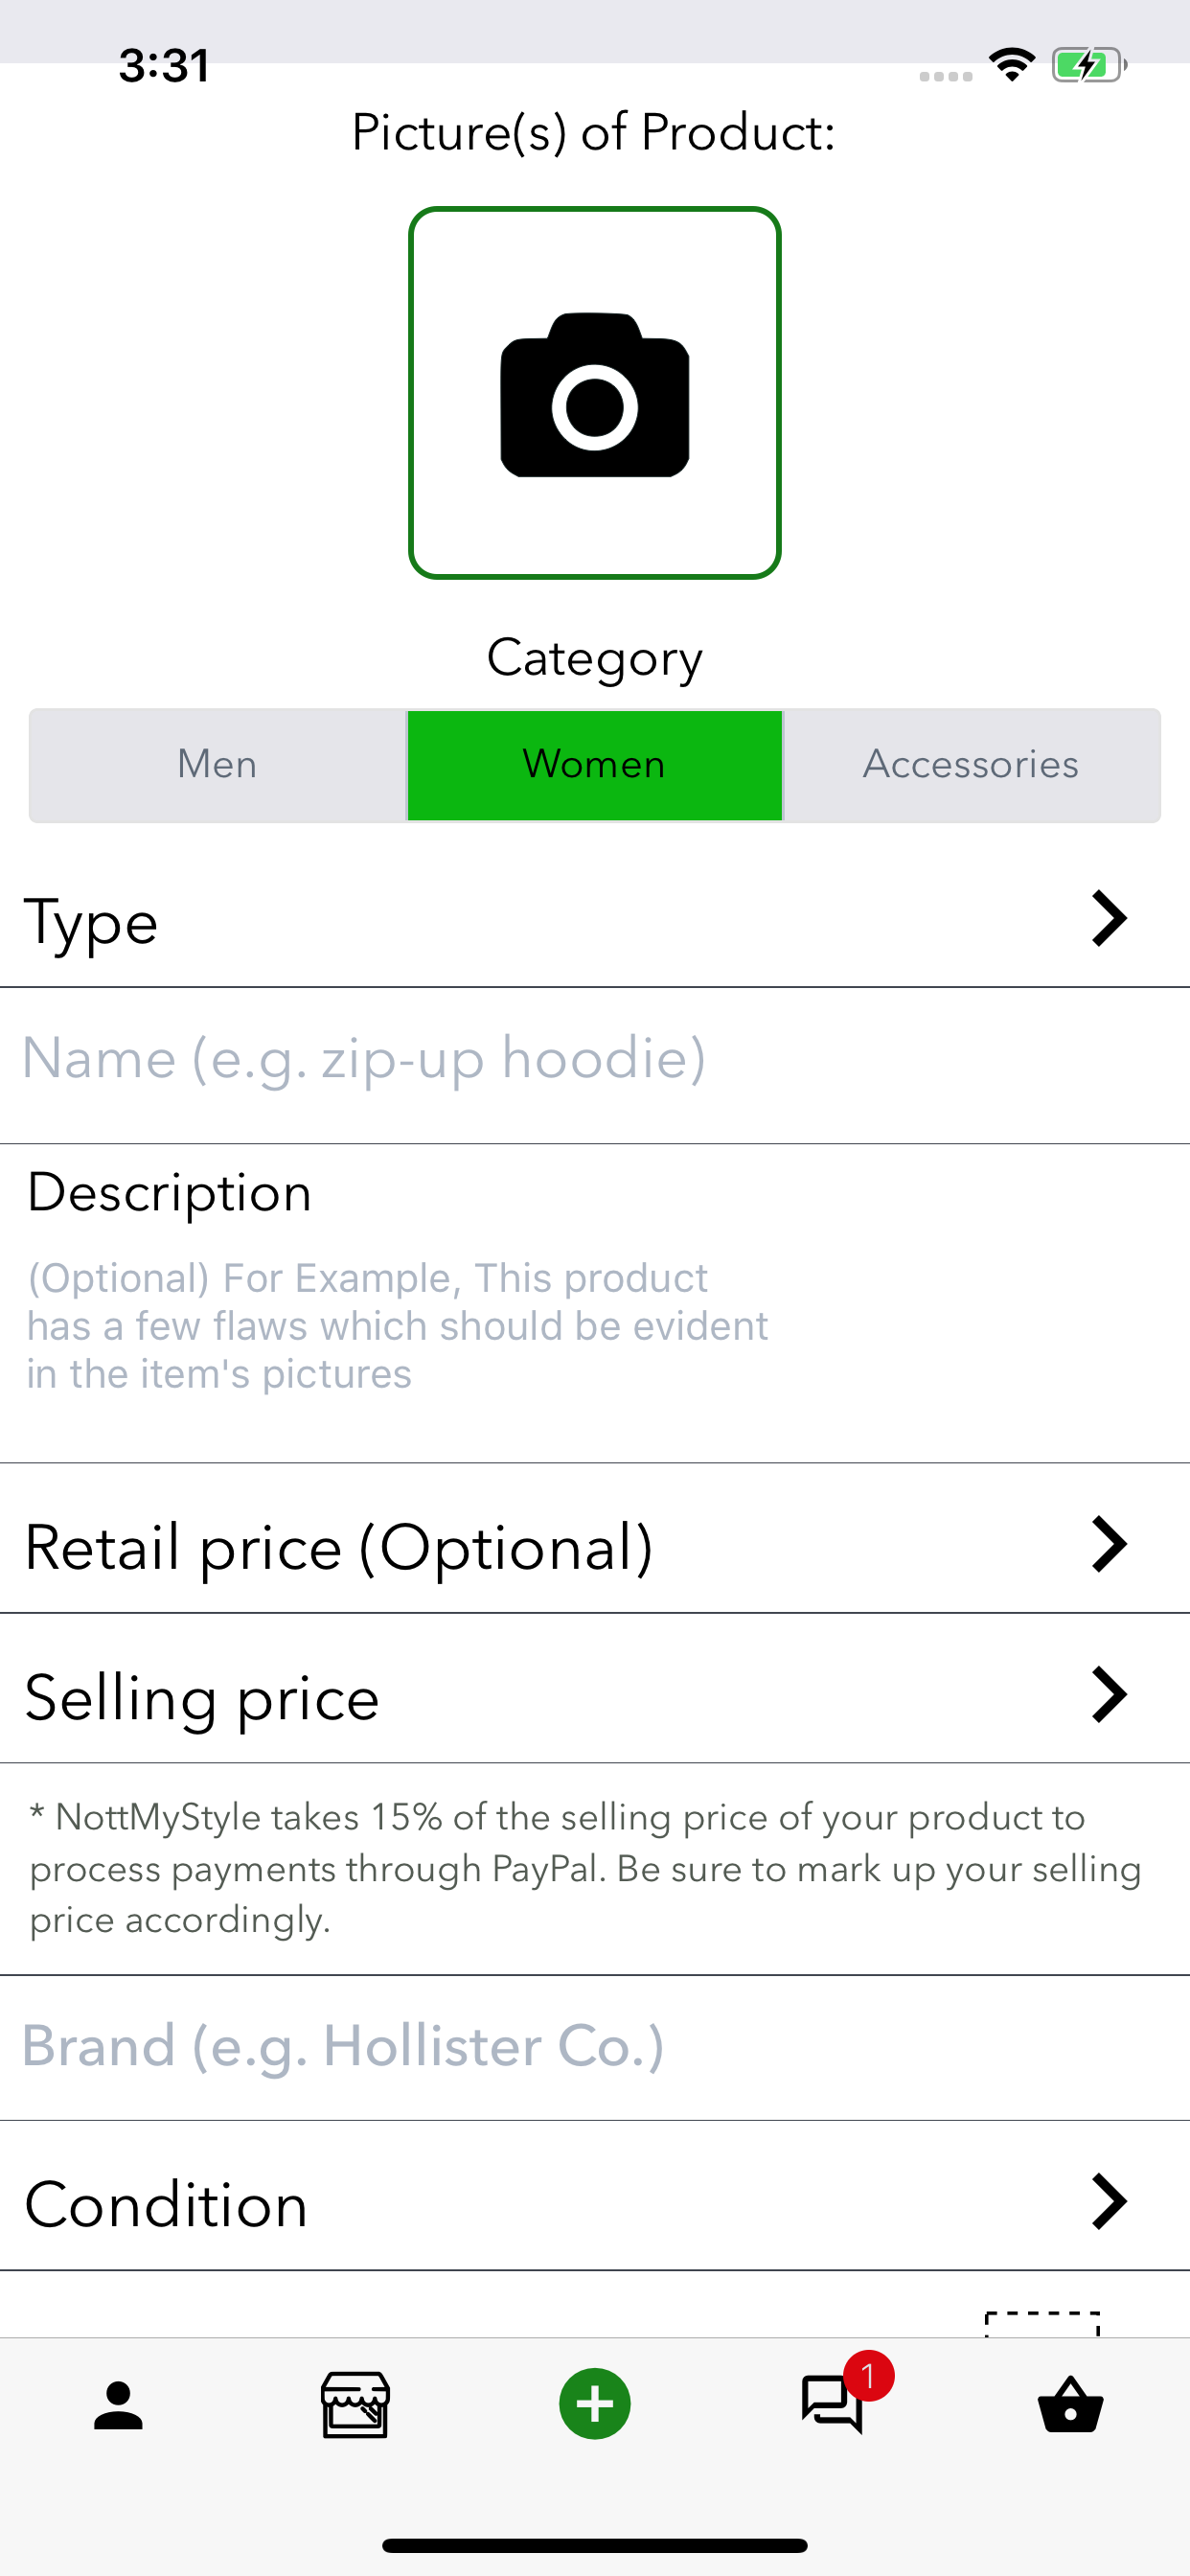 3:31
Picture(s) of Product:
Category
Men Women Accessories
Type
Name (e.g. zip-up hoodie)
Description
(Optional) For Example, This product
has a few flaws which should be evident
in the item's pictures
Retail price (Optional)
Selling price
* NottMyStyle takes 15% of the selling price of your product to
process payments through PayPal. Be sure to mark up your selling
price accordingly.
Brand (e.g. Hollister Co.)
Condition
1